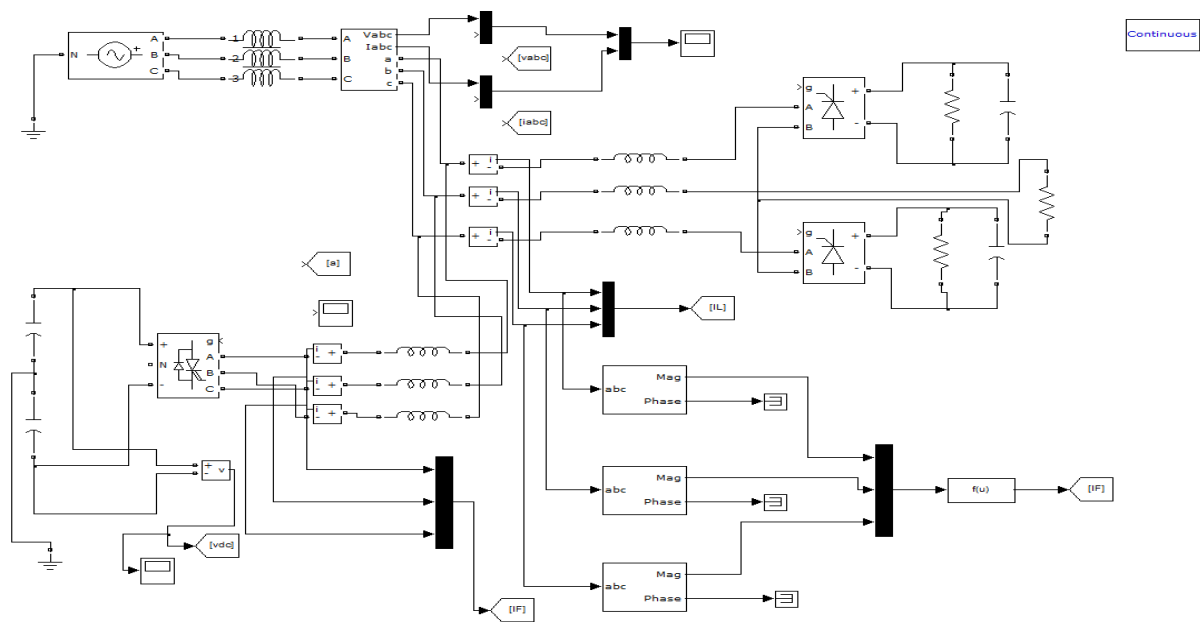 Continuous
N
A
B
C
+
1
2
3
A
B
C
Vabc
Iabc
a
b
c
[vabc]
[iabc]
g
A
B
+
-
+ i
-
+ i
-
+ i
-
g
A
B
+
-
[a]
[IL]
+
N
-
g
A
B
C
i
- +
i
- +
i
- +
abc
Mag
Phase
abc
Mag
Phase
abc
Mag
Phase
+
-
v
[vdc]
[IF]
f(u)
[IF]